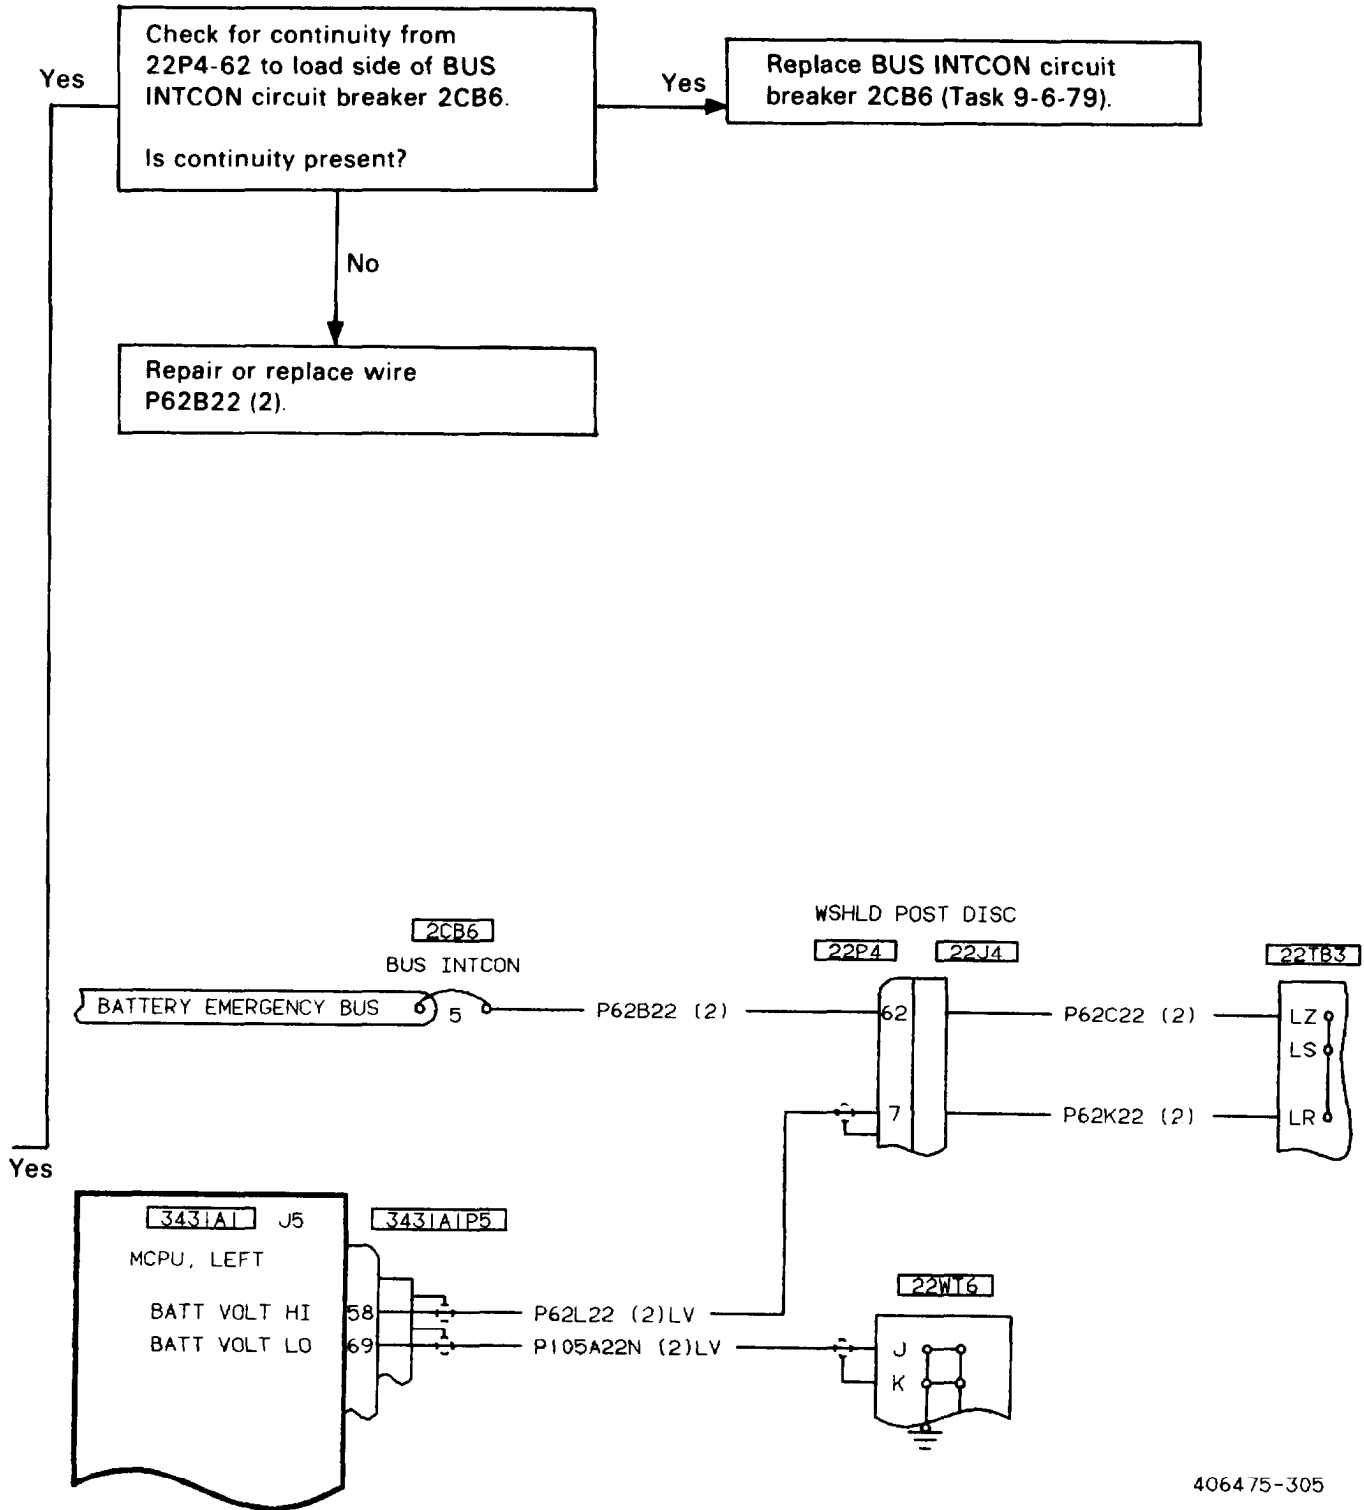 Check for continuity from
22P4-62 to load side of BUS
INTCON circuit breaker 2CB6.
Is continuity present?
Yes
Yes
Replace BUS INTCON circuit
breaker 2CB6 (Task 9-6-79).
No
Repair or replace wire
P62B22 (2).
WSHLD POST DISC
2CB6
22P4
22J4
22TB3
BUS INTCON
BATTERY EMERGENCY BUS
5
P62B22 (2)
62
P62C22 (2)
LZ
LS
7
P62K22 (2)
LR
Yes
3431A1
J5
3431A1P5
MCPU, LEFT
22WT6
BATT VOLT HI
58
P62L22 (2)LV
BATT VOLT LO
69
P105A22N (2)LV
J
K
406475-305